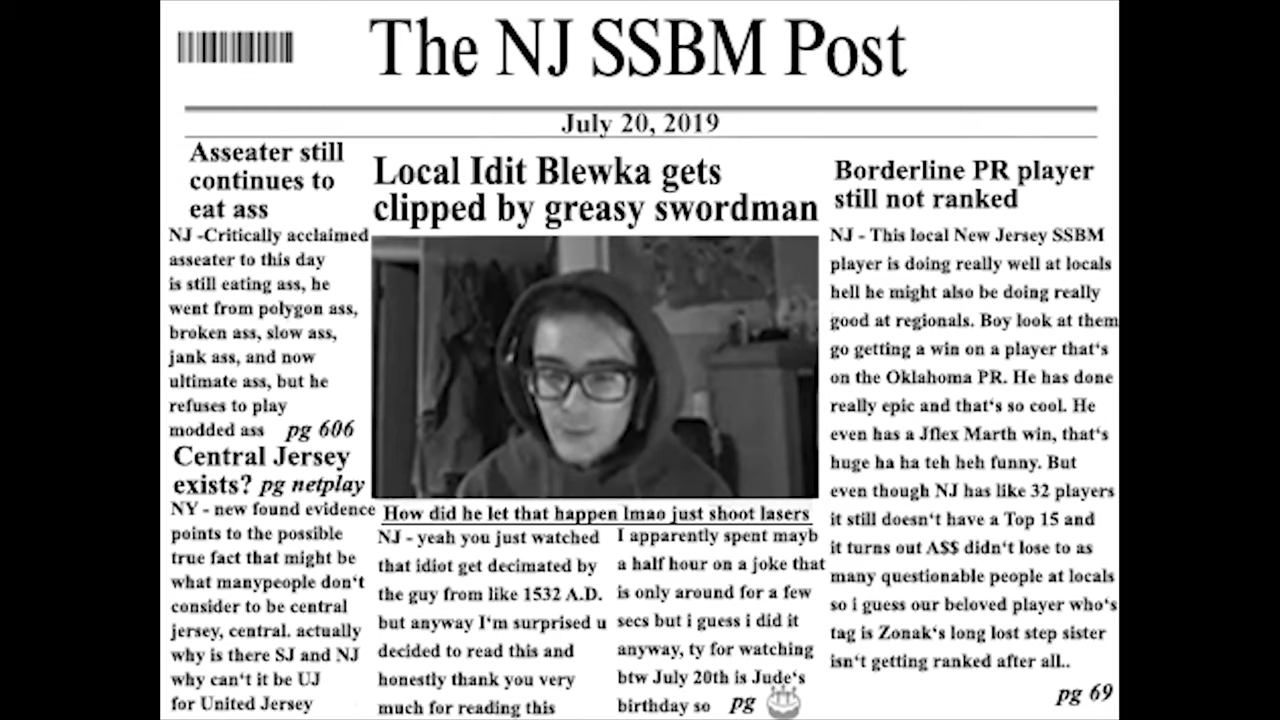 The NJ SSBM Post
July 20, 2019
Asseater still
continues to
eat ass
NJ -Critically acclaimed
asseater to this day
is still eating ass, he
went from polygon ass,
broken ass, slow ass,
jank ass, and now
ultimate ass, but he
refuses to play
modded ass pg 606
Central Jersey
exists? pg netplay
NY - new found evidence
points to the possible
true fact that might be
what manypeople don't
consider to be central
jersey, central. actually
why is there SJ and NJ
why can't it be UJ
for United Jersey
Local Idit Blewka gets
clipped by greasy swordman
How did he let that happen lmao just shoot lasers
NJ - yeah you just watched
that idiot get decimated by
the guy from like 1532 A.D.
but anyway I'm surprised u
decided to read this and
honestly thank you very
much for reading this
I apparently spent mayb
a half hour on a joke that
is only around for a few
secs but i guess i did it
anyway, ty for watching
btw July 20th is Jude's
birthday so pg
Borderline PR player
still not ranked
NJ - This local New Jersey SSBM
player is doing really well at locals
hell he might also be doing really
good at regionals. Boy look at them
go getting a win on a player that's
on the Oklahoma PR. He has done
really epic and that's so cool. He
even has a Jflex Marth win, that's
huge ha ha teh heh funny. But
even though NJ has like 32 players
it still doesn't have a Top 15 and
it turns out A$$ didn't lose to as
many questionable people at locals
so i guess our beloved player who's
tag is Zonak's long lost step sister
isn't getting ranked after all..
pg 69